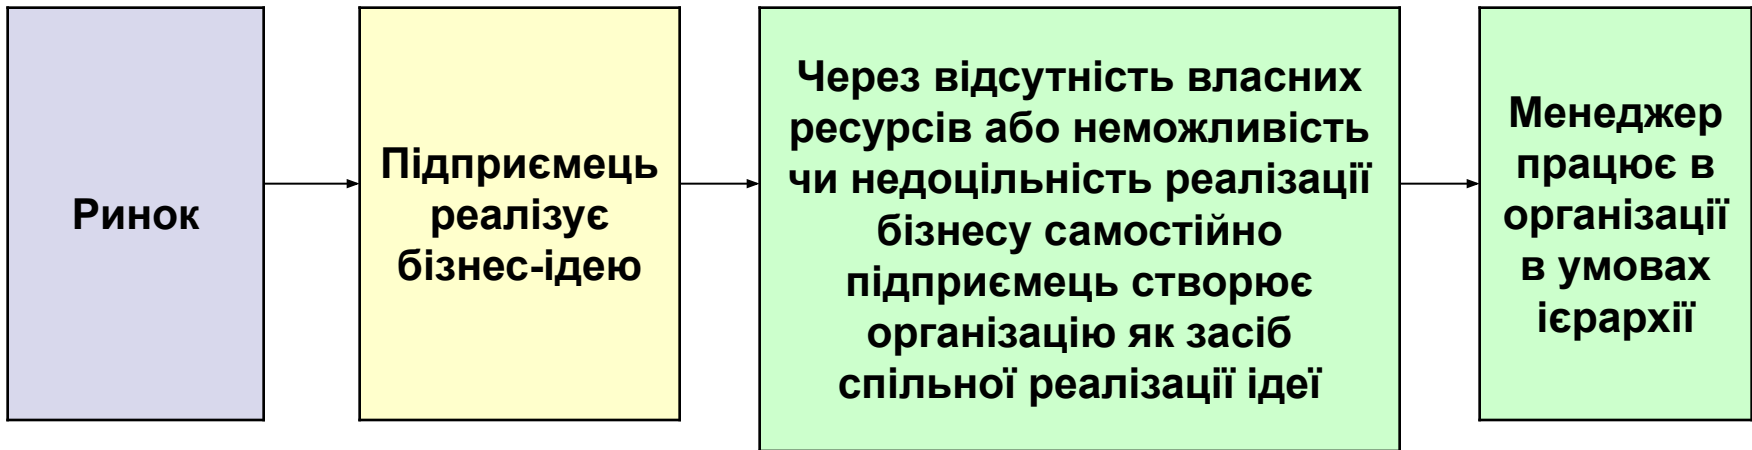 Ринок
Підприємець
реалізує
бізнес-ідею
Через відсутність власних
ресурсів або неможливість
чи недоцільність реалізації
бізнесу самостійно
підприємець створює
організацію як засіб
спільної реалізації ідеї
Менеджер
працює в
організації
в умовах
ієрархії